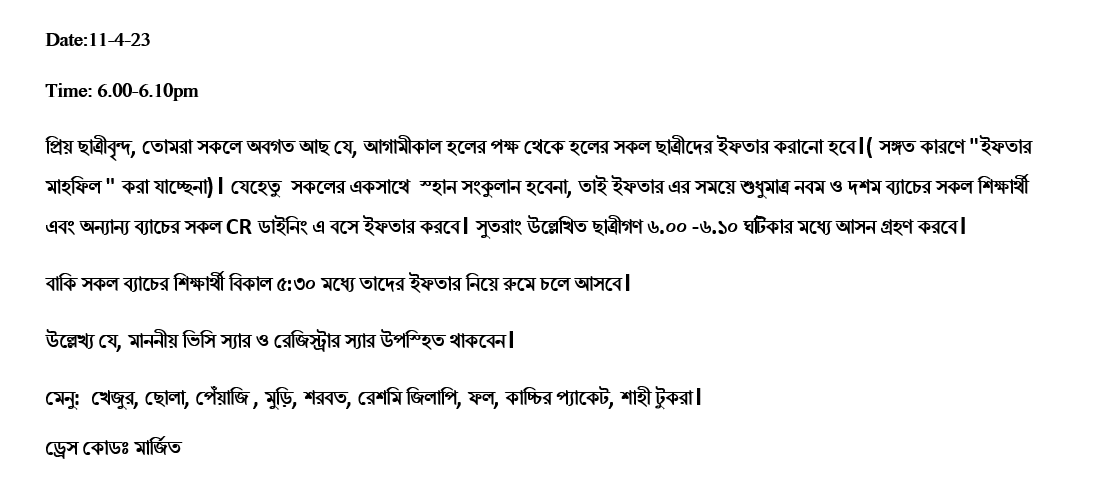 Date:11-4-23
Time: 6.00-6.10pm
প্রিয় ছাত্রীবৃন্দ, তোমরা সকলে অবগত আছ যে, আগামীকাল হলের পক্ষ থেকে হলের সকল ছাত্রীদের ইফতার করানো হবে।( সঙ্গত কারণে "ইফতার
মাহফিল " করা যাচ্ছেনা)। যেহেতু সকলের একসাথে স্হান সংকুলান হবেনা, তাই ইফতার এর সময়ে শুধুমাত্র নবম ও দশম ব্যাচের সকল শিক্ষার্থী
এবং অন্যান্য ব্যাচের সকল CR ডাইনিং এ বসে ইফতার করবে। সুতরাং উল্লেখিত ছাত্রীগণ ৬.০০ -৬.১০ ঘটিকার মধ্যে আসন গ্রহণ করবে।
বাকি সকল ব্যাচের শিক্ষার্থী বিকাল ৫:৩০ মধ্যে তাদের ইফতার নিয়ে রুমে চলে আসবে।
উল্লেখ্য যে, মাননীয় ভিসি স্যার ও রেজিস্ট্রার স্যার উপস্হিত থাকবেন।
মেনু: খেজুর, ছোলা, পেঁয়াজি , মুড়ি, শরবত, রেশমি জিলাপি, ফল, কাচ্চির প্যাকেট, শাহী টুকরা।
ড্রেস কোডঃ মার্জিত